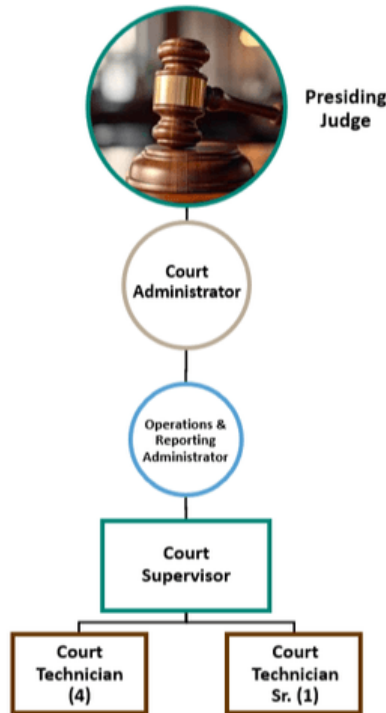 Presiding
Judge
Court
Administrator
Operations &
Reporting
Administrator
Court
Supervisor
Court
Technician
(4)
Court
Technician
Sr. (1)